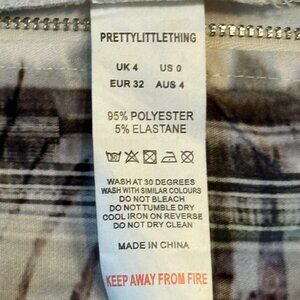 PRETTYLITTLETHING
UK 4 US 0
EUR 32 AUS 4
95% POLYESTER
5% ELASTANE
WASH AT 30 DEGREES
WASH WITH SIMILAR COLOURS
DO NOT BLEACH
DO NOT TUMBLE DRY
COOL IRON ON REVERSE
DO NOT DRY CLEAN
MADE IN CHINA
KEEP AWAY FROM FIRE